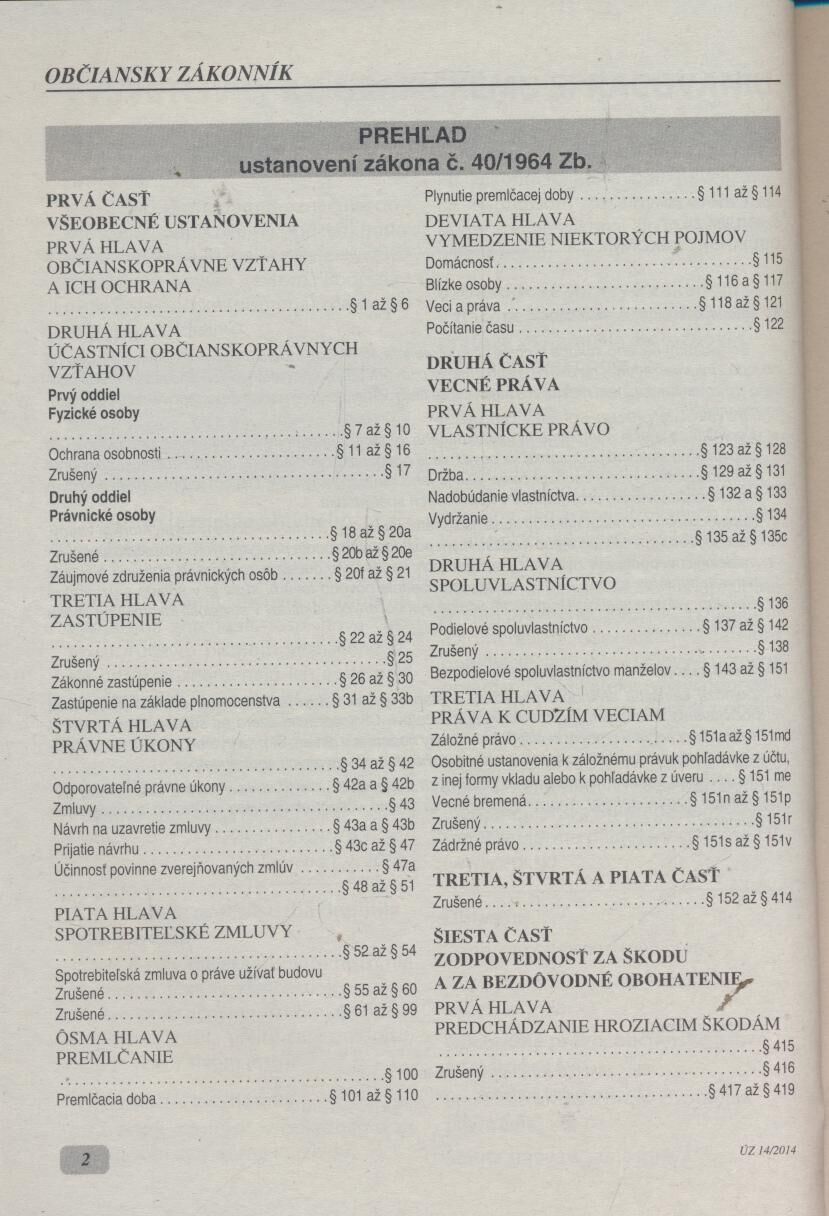 OBČIANSKY ZÁKONNÍK
PREHĽAD
ustanovení zákona č. 40/1964 Zb.
PRVÁ ČASŤ
VŠEOBECNÉ USTANOVENIA
PRVÁ HLAVA
OBČIANSKOPRÁVNE VZŤAHY
A ICH OCHRANA
. . . . . . . . . . . . . . . . . . . . . . . . . . . . . . . . . . . . . . . .§ 1 až § 6
DRUHÁ HLAVA
ÚČASTNÍCI OBČIANSKOPRÁVNYCH
VZŤAHOV
Prvý oddiel
Fyzické osoby
. . . . . . . . . . . . . . . . . . . . . . . . . . . . . . . . . . . . . . .§ 7 až § 10
Ochrana osobnosti . . . . . . . . . . . . . . . . . . . . . . .§ 11 až § 16
Zrušený . . . . . . . . . . . . . . . . . . . . . . . . . . . . . . . . . . . . . .§ 17
Druhý oddiel
Právnické osoby
. . . . . . . . . . . . . . . . . . . . . . . . . . . . . . . . . . . . .§ 18 až § 20a
Zrušené . . . . . . . . . . . . . . . . . . . . . . . . . . . . . . .§ 20b až § 20e
Záujmové združenia právnických osôb . . . . . . . § 20f až § 21
TRETIA HLAVA
ZASTÚPENIE
. . . . . . . . . . . . . . . . . . . . . . . . . . . . . . . . . . . . . .§ 22 až § 24
Zrušený . . . . . . . . . . . . . . . . . . . . . . . . . . . . . . . . . . . . . .§ 25
Zákonné zastúpenie . . . . . . . . . . . . . . . . . . . . . .§ 26 až § 30
Zastúpenie na základe plnomocenstva . . . . . . § 31 až § 33b
ŠTVRTÁ HLAVA
PRÁVNE ÚKONY
. . . . . . . . . . . . . . . . . . . . . . . . . . . . . . . . . . . . . .§ 34 až § 42
Odporovateľné právne úkony . . . . . . . . . . . . . . § 42a a § 42b
Zmluvy . . . . . . . . . . . . . . . . . . . . . . . . . . . . . . . . . . . . . . .§ 43
Návrh na uzavretie zmluvy . . . . . . . . . . . . . . . .§ 43a a § 43b
Prijatie návrhu . . . . . . . . . . . . . . . . . . . . . . . . . .§ 43c až § 47
Účinnosť povinne zverejňovaných zmlúv . . . . . . . . . . .§ 47a
. . . . . . . . . . . . . . . . . . . . . . . . . . . . . . . . . . . . . .§ 48 až § 51
PIATA HLAVA
SPOTREBITEĽSKÉ ZMLUVY
. . . . . . . . . . . . . . . . . . . . . . . . . . . . . . . . . . . . . .§ 52 až § 54
Spotrebiteľská zmluva o práve užívať budovu
Zrušené . . . . . . . . . . . . . . . . . . . . . . . . . . . . . . . .§ 55 až § 60
Zrušené . . . . . . . . . . . . . . . . . . . . . . . . . . . . . . . .§ 61 až § 99
ÔSMA HLAVA
PREMLČANIE
. . . . . . . . . . . . . . . . . . . . . . . . . . . . . . . . . . . . . . . . . . .§ 100
Premlčacia doba . . . . . . . . . . . . . . . . . . . . . . .§ 101 až § 110
Plynutie premlčacej doby . . . . . . . . . . . . . . . .§ 111 až § 114
DEVIATA HLAVA
VYMEDZENIE NIEKTORÝCH POJMOV
Domácnosť . . . . . . . . . . . . . . . . . . . . . . . . . . . . . . . . . . .§ 115
Blízke osoby . . . . . . . . . . . . . . . . . . . . . . . . . . .§ 116 a § 117
Veci a práva . . . . . . . . . . . . . . . . . . . . . . . . . . .§ 118 až § 121
Počítanie času . . . . . . . . . . . . . . . . . . . . . . . . . . . . . . . .§ 122
DRUHÁ ČASŤ
VECNÉ PRÁVA
PRVÁ HLAVA
VLASTNÍCKE PRÁVO
. . . . . . . . . . . . . . . . . . . . . . . . . . . . . . . . . . . .§ 123 až § 128
Držba . . . . . . . . . . . . . . . . . . . . . . . . . . . . . . . .§ 129 až § 131
Nadobúdanie vlastníctva . . . . . . . . . . . . . . . . . .§ 132 a § 133
Vydržanie . . . . . . . . . . . . . . . . . . . . . . . . . . . . . . . . . . . .§ 134
. . . . . . . . . . . . . . . . . . . . . . . . . . . . . . . . . . .§ 135 až § 135c
DRUHÁ HLAVA
SPOLUVLASTNÍCTVO
. . . . . . . . . . . . . . . . . . . . . . . . . . . . . . . . . . . . . . . . . . .§ 136
Podielové spoluvlastníctvo . . . . . . . . . . . . . . . § 137 až § 142
Zrušený . . . . . . . . . . . . . . . . . . . . . . . . . . . . . . . . . . . . .§ 138
Bezpodielové spoluvlastníctvo manželov . . . . § 143 až § 151
TRETIA HLAVA
PRÁVA K CUDZÍM VECIAM
Záložné právo . . . . . . . . . . . . . . . . . . . . . . . .§ 151a až § 151md
Osobitné ustanovenia k záložnému právuk pohľadávke z účtu,
z inej formy vkladu alebo k pohľadávke z úveru . . . . § 151 me
Vecné bremená . . . . . . . . . . . . . . . . . . . . . .§ 151n až § 151p
Zrušený . . . . . . . . . . . . . . . . . . . . . . . . . . . . . . . . . . . . .§ 151r
Zádržné právo . . . . . . . . . . . . . . . . . . . . . . .§ 151s až § 151v
TRETIA, ŠTVRTÁ A PIATA ČASŤ
Zrušené . . . . . . . . . . . . . . . . . . . . . . . . . . . . . .§ 152 až § 414
ŠIESTA ČASŤ
ZODPOVEDNOSŤ ZA ŠKODU
A ZA BEZDÔVODNÉ OBOHATENIE
PRVÁ HLAVA
PREDCHÁDZANIE HROZIACIM ŠKODÁM
. . . . . . . . . . . . . . . . . . . . . . . . . . . . . . . . . . . . . . . . . . .§ 415
Zrušený . . . . . . . . . . . . . . . . . . . . . . . . . . . . . . . . . . . . .§ 416
. . . . . . . . . . . . . . . . . . . . . . . . . . . . . . . . . . . .§ 417 až § 419
2
ÚZ 14/2014